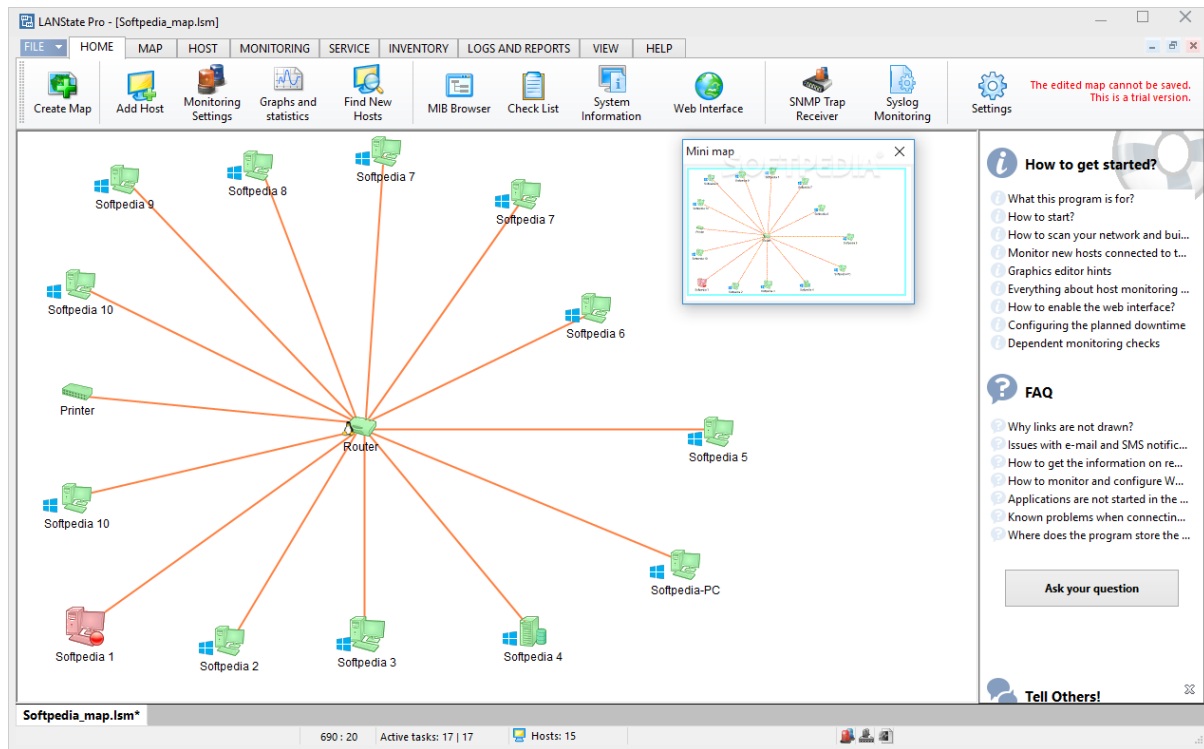 LANState Pro - [Softpedia_map.lsm]
FILE HOME MAP HOST MONITORING SERVICE INVENTORY LOGS AND REPORTS VIEW HELP
Create Map
Add Host
Monitoring
Settings
Graphs and
statistics
Find New
Hosts
MIB Browser
Check List
System
Information
Web Interface
SNMP Trap
Receiver
Syslog
Monitoring
Settings
The edited map cannot be saved.
This is a trial version.
Softpedia 7
Softpedia 8
Softpedia 9
Softpedia 7
Softpedia 10
Softpedia 6
Printer
Router
Softpedia 5
Softpedia 10
Softpedia-PC
Softpedia 1
Softpedia 2
Softpedia 3
Softpedia 4
Mini map
SOFTPEDIA
How to get started?
What this program is for?
How to start?
How to scan your network and bui...
Monitor new hosts connected to t...
Graphics editor hints
Everything about host monitoring ...
How to enable the web interface?
Configuring the planned downtime
Dependent monitoring checks
FAQ
Why links are not drawn?
Issues with e-mail and SMS notific...
How to get the information on re...
How to monitor and configure W...
Applications are not started in the ...
Known problems when connectin...
Where does the program store the ...
Ask your question
Tell Others!
Softpedia_map.lsm*
690 : 20 Active tasks: 17 | 17 Hosts: 15